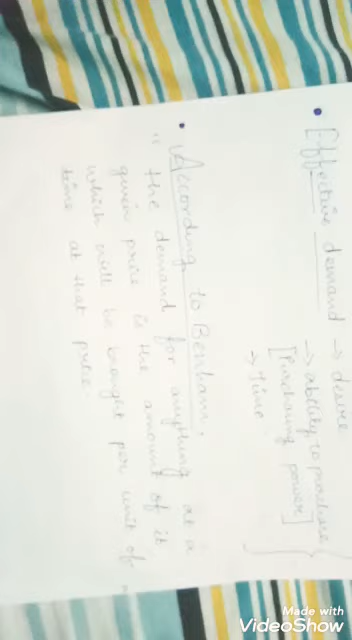 • Effective demand → desire
→ ability to purchase
[Purchasing power]
→ time
• According to Benham,
" the demand for anything at a
given price is the amount of it,
which will be bought per unit of
time at that price.
Made with
VideoShow